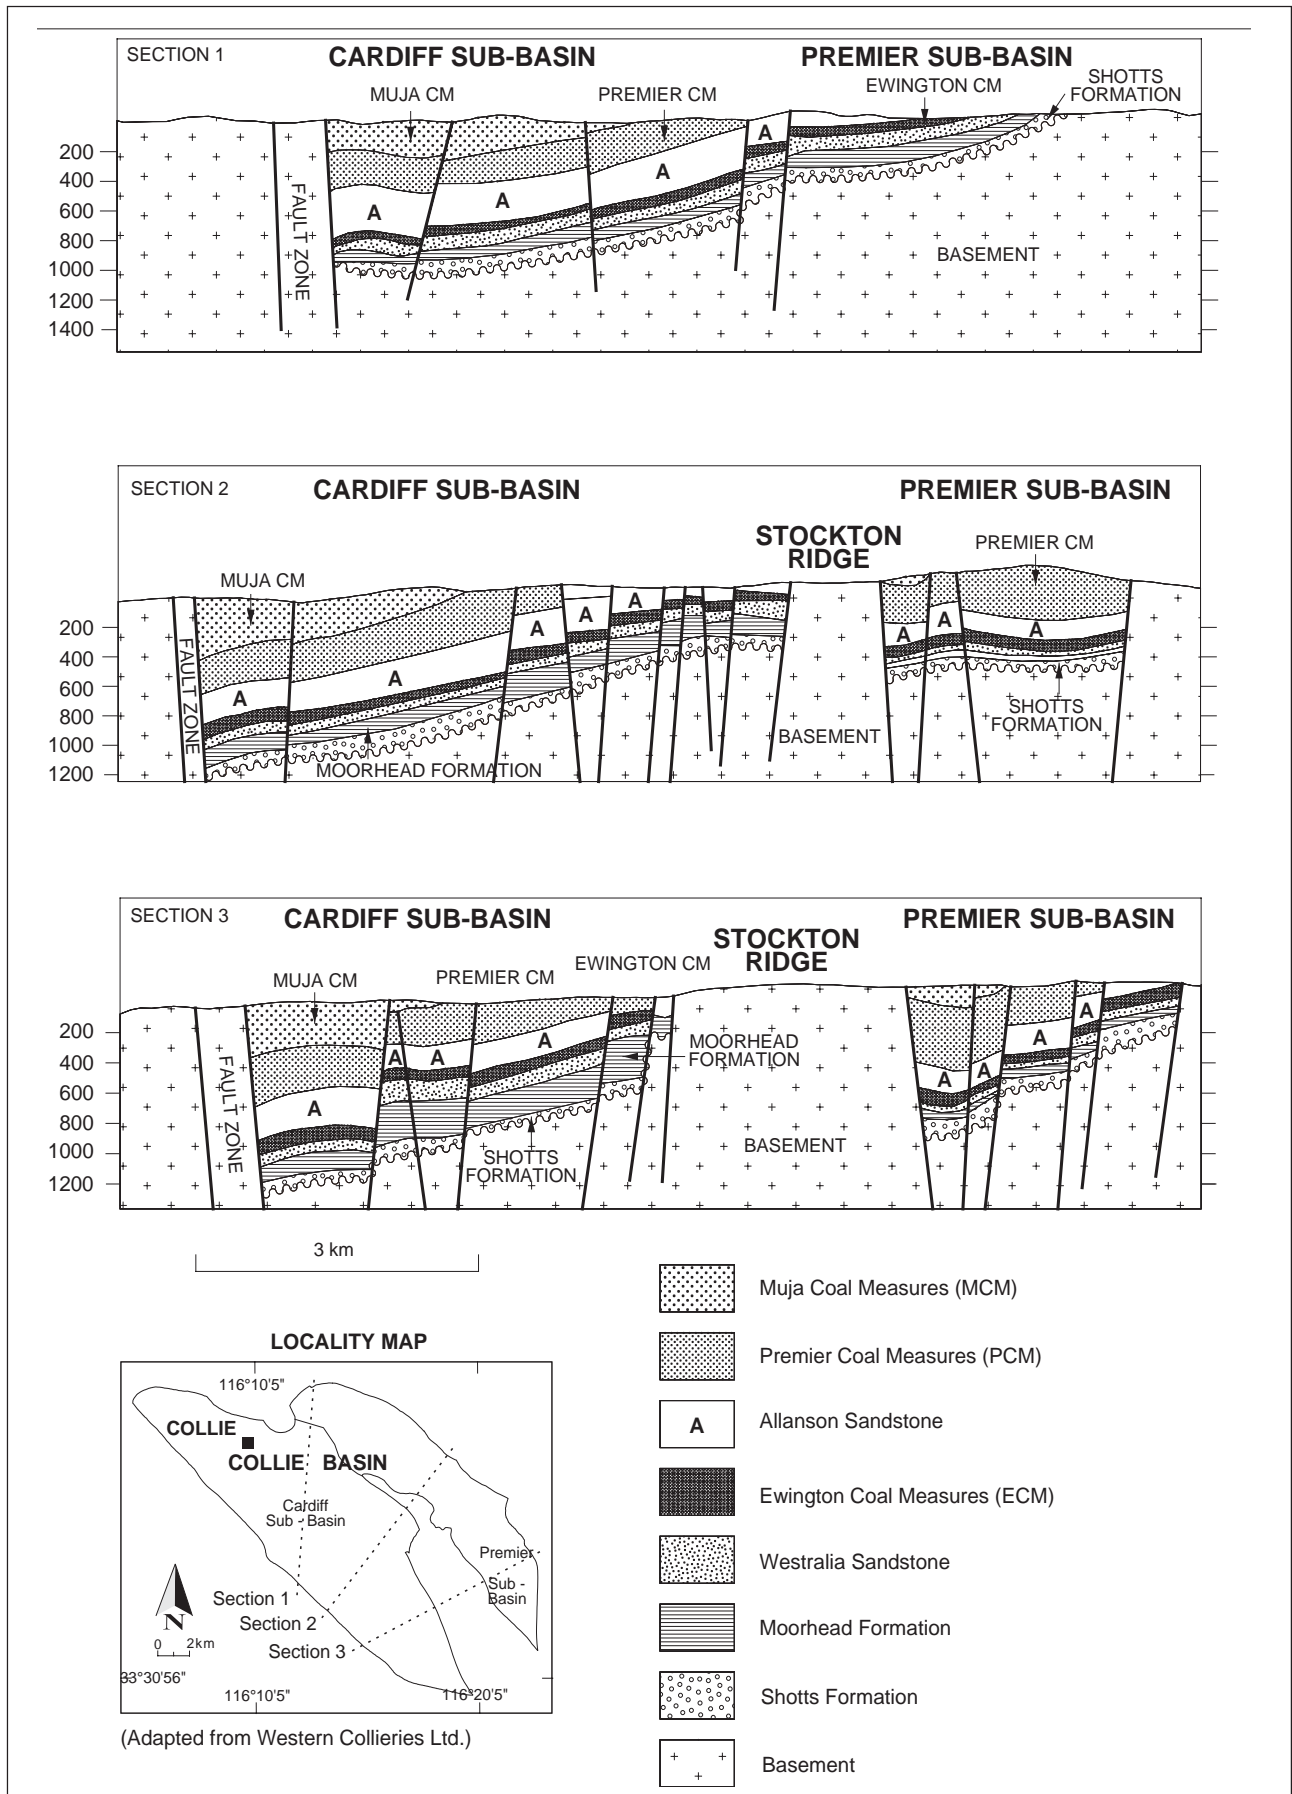 SECTION 1
CARDIFF SUB-BASIN
PREMIER SUB-BASIN
MUJA CM
PREMIER CM
EWINGTON CM
SHOTTS
FORMATION
A
A
A
A
200
400
600
800
1000
1200
1400
FAULT ZONE
BASEMENT
SECTION 2
CARDIFF SUB-BASIN
PREMIER SUB-BASIN
STOCKTON
RIDGE
MUJA CM
PREMIER CM
A
A
A
A
A
A
A
A
200
400
600
800
1000
1200
FAULT ZONE
MOORHEAD FORMATION
BASEMENT
SHOTTS
FORMATION
SECTION 3
CARDIFF SUB-BASIN
PREMIER SUB-BASIN
STOCKTON
RIDGE
MUJA CM
PREMIER CM
EWINGTON CM
MOORHEAD
FORMATION
A
A
A
A
A
A
A
A
200
400
600
800
1000
1200
FAULT ZONE
SHOTTS
FORMATION
BASEMENT
3 km
LOCALITY MAP
116°10'5"
COLLIE
COLLIE BASIN
Cardiff
Sub - Basin
Premier
Sub -
Basin
Section 1
Section 2
Section 3
N
0 2km
33°30'56"
116°10'5"
116°20'5"
(Adapted from Western Collieries Ltd.)
Muja Coal Measures (MCM)
Premier Coal Measures (PCM)
A
Allanson Sandstone
Ewington Coal Measures (ECM)
Westralia Sandstone
Moorhead Formation
Shotts Formation
Basement